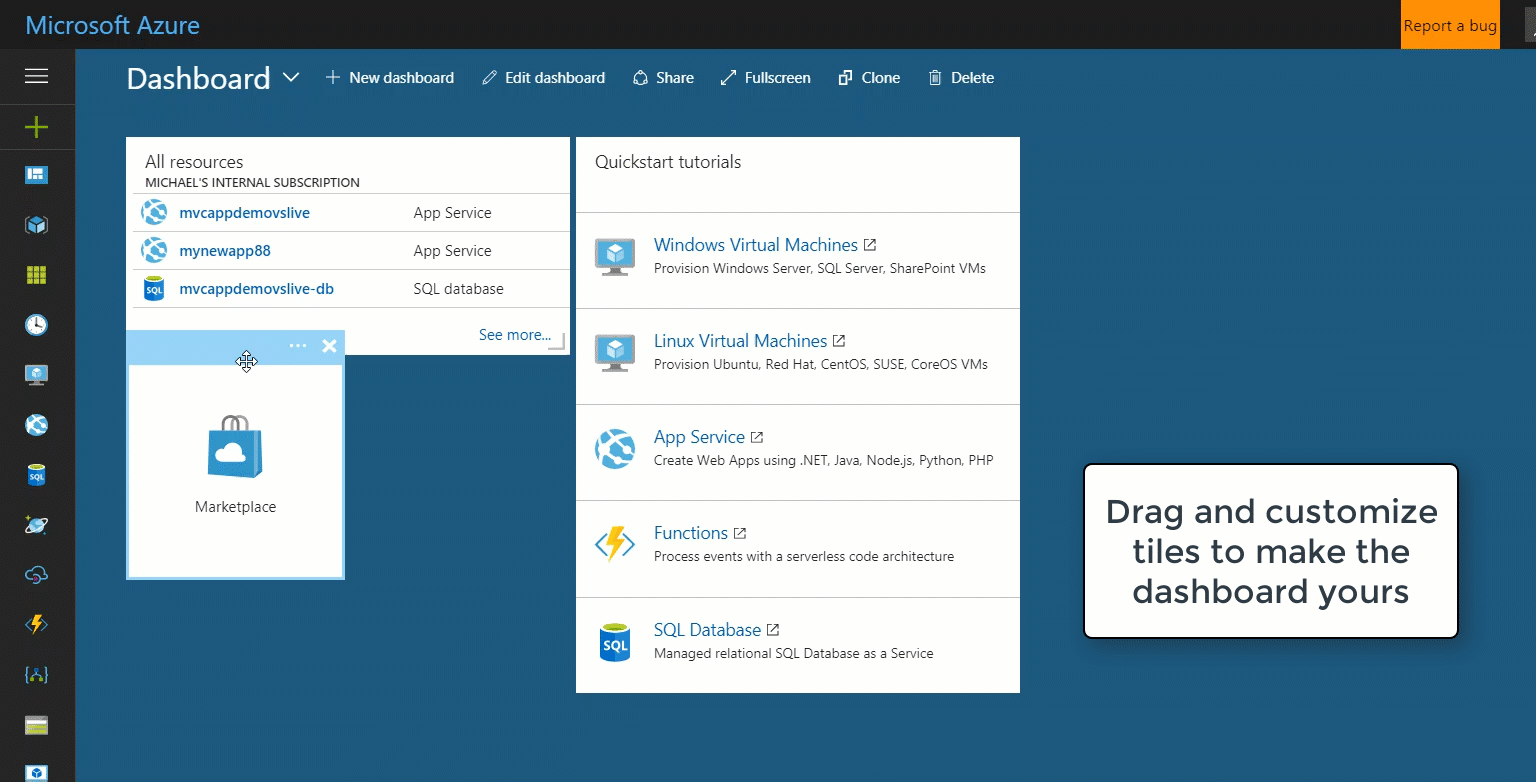 Microsoft Azure
Report a bug
Dashboard
New dashboard
Edit dashboard
Share
Fullscreen
Clone
Delete
All resources
MICHAEL'S INTERNAL SUBSCRIPTION
mvcappdemovslive App Service
mynewapp88 App Service
SQL mvcappdemovslive-db SQL database
See more...
Marketplace
Quickstart tutorials
Windows Virtual Machines
Provision Windows Server, SQL Server, SharePoint VMs
Linux Virtual Machines
Provision Ubuntu, Red Hat, CentOS, SUSE, CoreOS VMs
App Service
Create Web Apps using .NET, Java, Node.js, Python, PHP
Functions
Process events with a serverless code architecture
SQL
SQL Database
Managed relational SQL Database as a Service
Drag and customize
tiles to make the
dashboard yours
SQL